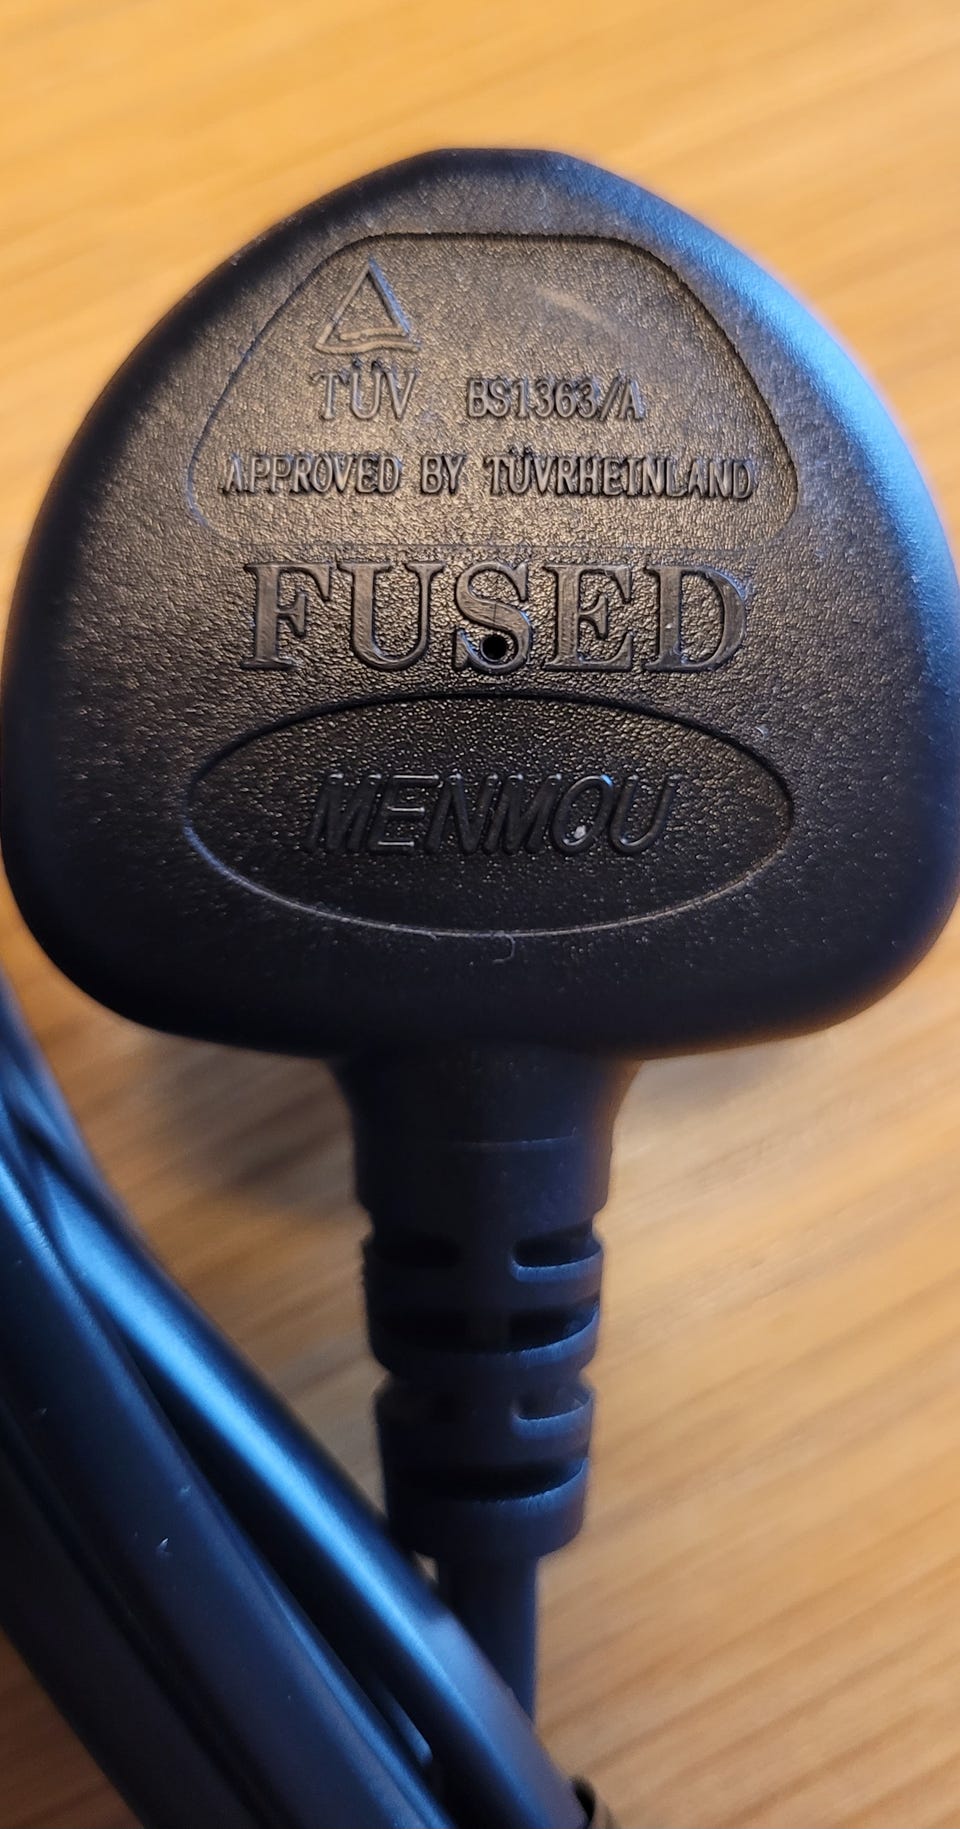 TÜV BS1363/A
APPROVED BY TÜVRHEINLAND
FUSED
MENMOU